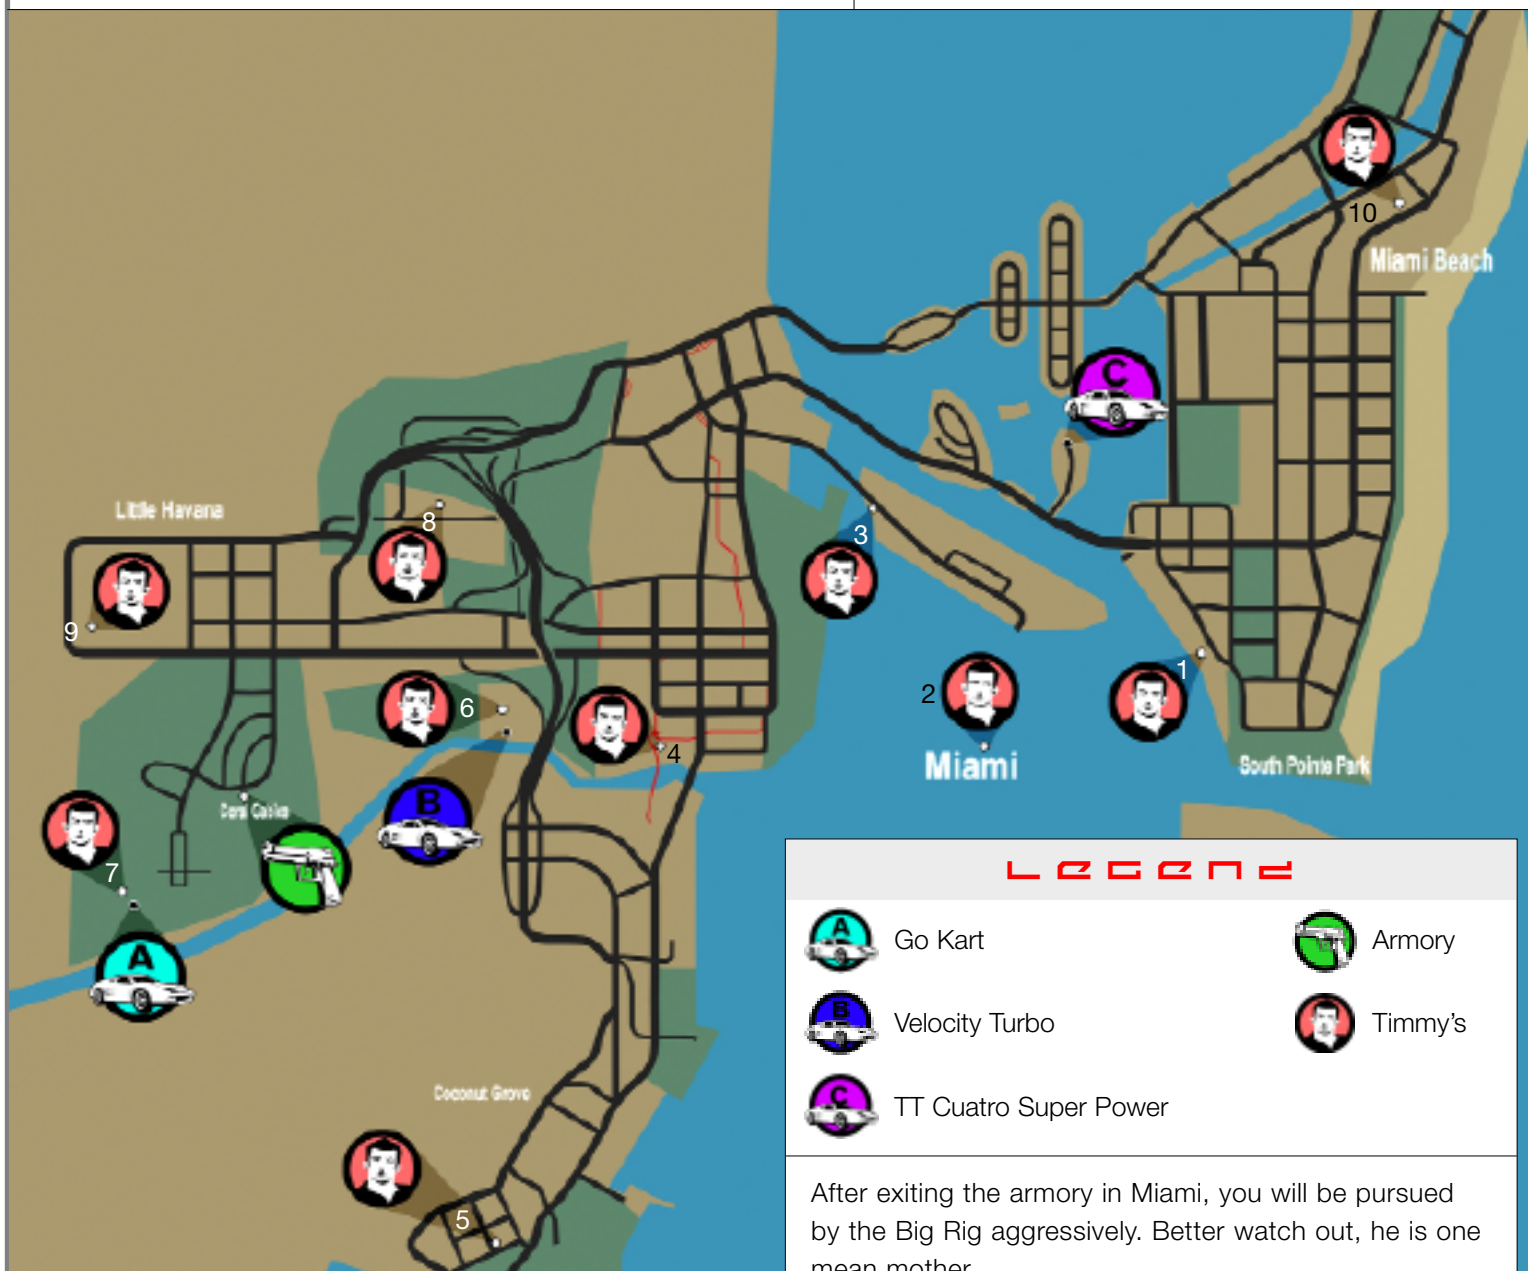 10
Miami Beach
C
Little Havana
8
3
9
1
6
2
4
Miami
South Pointe Park
B
Coral Gables
7
Legend
A Go Kart
Armory
A
B Velocity Turbo
Timmy's
Coconut Grove
C TT Cuatro Super Power
After exiting the armory in Miami, you will be pursued
5
by the Big Rig aggressively. Better watch out, he is one
mean mother